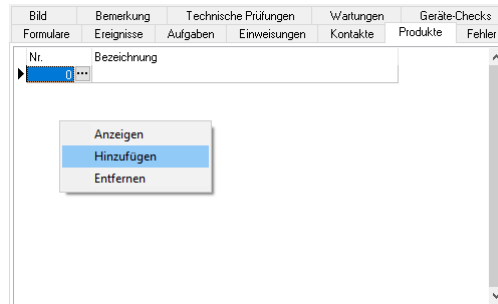 Bild Bemerkung Technische Prüfungen Wartungen Geräte-Checks
Formulare Ereignisse Aufgaben Einweisungen Kontakte Produkte Fehler
Nr. Bezeichnung
0 ...
Anzeigen
Hinzufügen
Entfernen